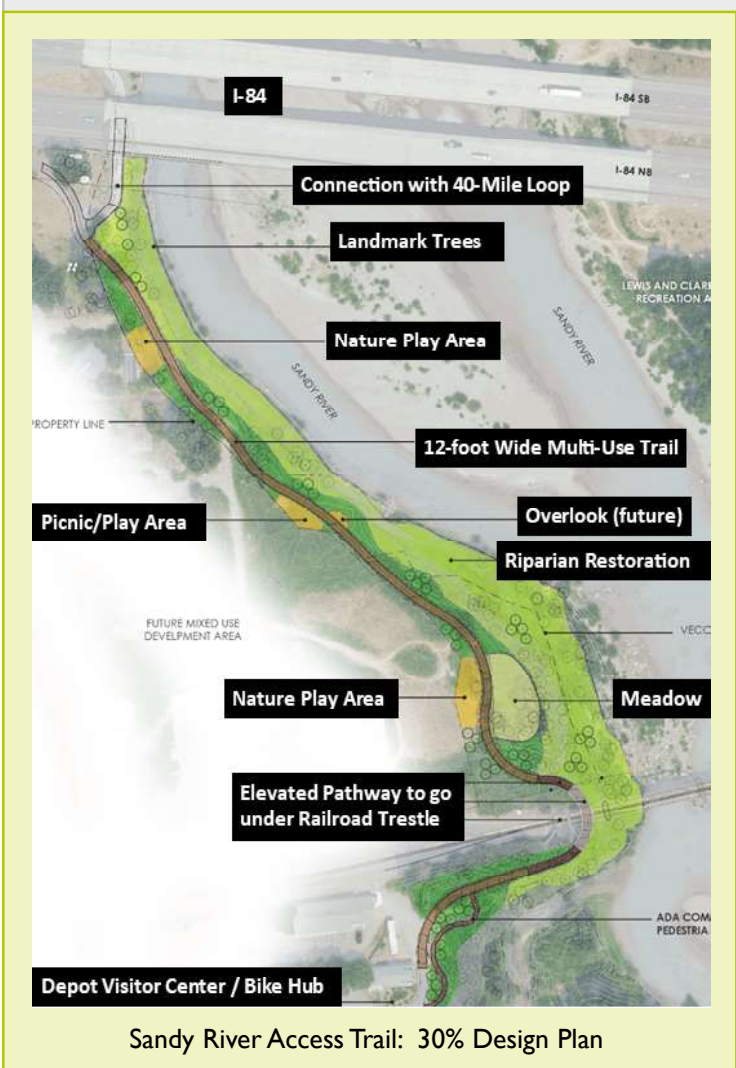 I-84
I-84 SB
I-84 NB
Connection with 40-Mile Loop
Landmark Trees
LEWIS AND CLAR
RECREATION A
SANDY RIVER
Nature Play Area
SANDY RIVER
PROPERTY LINE
12-foot Wide Multi-Use Trail
Picnic/Play Area
Overlook (future)
Riparian Restoration
FUTURE MIXED USE
DEVELPMENT AREA
Nature Play Area
Meadow
Elevated Pathway to go
under Railroad Trestle
ADA COM
PEDESTRIA
Depot Visitor Center / Bike Hub
Sandy River Access Trail: 30% Design Plan